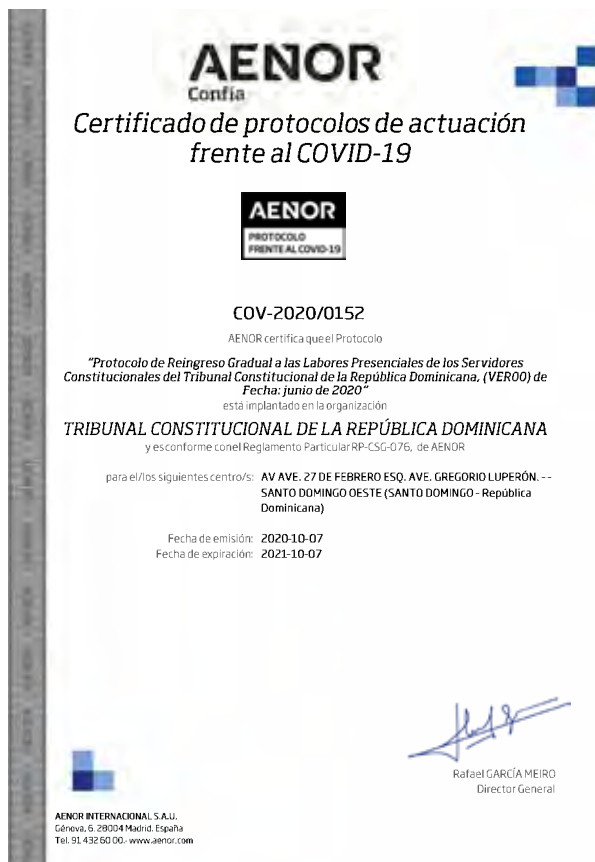 AENOR
Confía
Certificado de protocolos de actuación
frente al COVID-19
AENOR
PROTOCOLO
FRENTE AL COVID-19
COV-2020/0152
AENOR certifica que el Protocolo
"Protocolo de Reingreso Gradual a las Labores Presenciales de los Servidores
Constitucionales del Tribunal Constitucional de la República Dominicana, (VER00) de
Fecha: junio de 2020"
está implantado en la organización
TRIBUNAL CONSTITUCIONAL DE LA REPÚBLICA DOMINICANA
y es conforme con el Reglamento Particular RP-CSG-076, de AENOR
para el/los siguientes centro/s: AV AVE. 27 DE FEBRERO ESQ. AVE. GREGORIO LUPERÓN. - -
SANTO DOMINGO OESTE (SANTO DOMINGO - República
Dominicana)
Fecha de emisión: 2020-10-07
Fecha de expiración: 2021-10-07
Rafael GARCÍA MEIRO
Director General
AENOR INTERNACIONAL S.A.U.
Génova, 6. 28004 Madrid. España
Tel. 91 432 60 00.- www.aenor.com